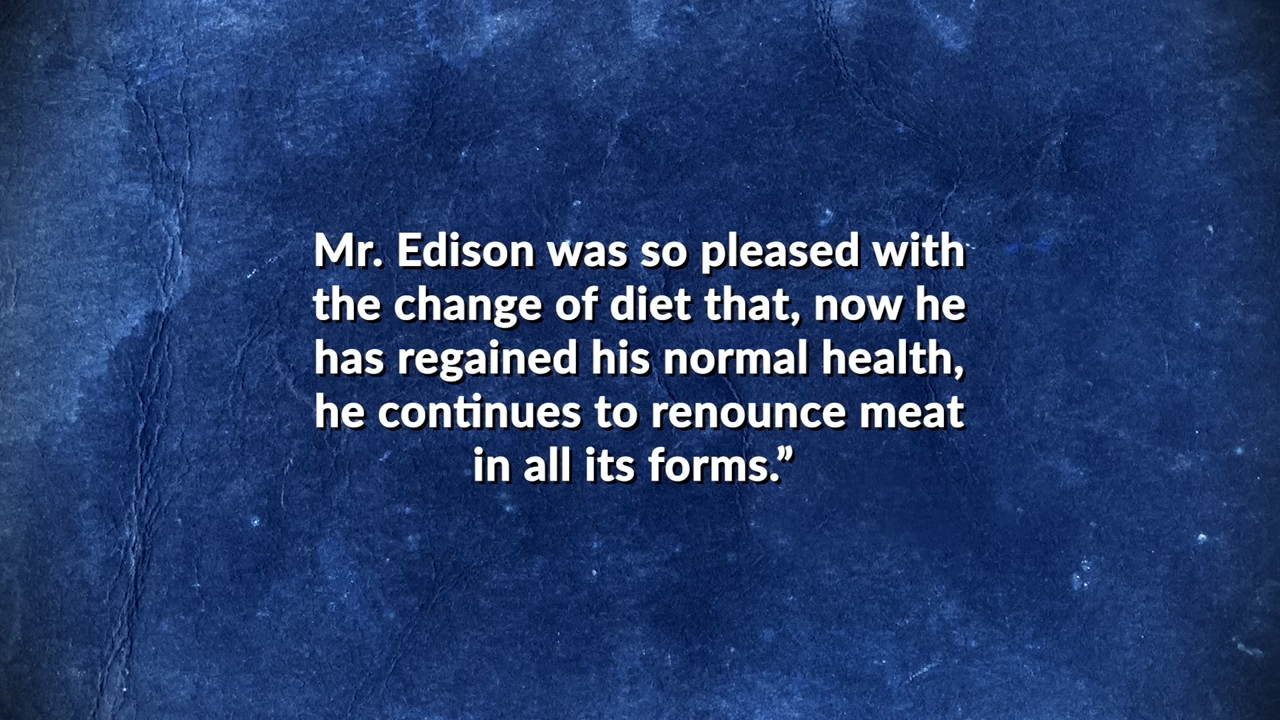 Mr. Edison was so pleased with
the change of diet that, now he
has regained his normal health,
he continues to renounce meat
in all its forms.”